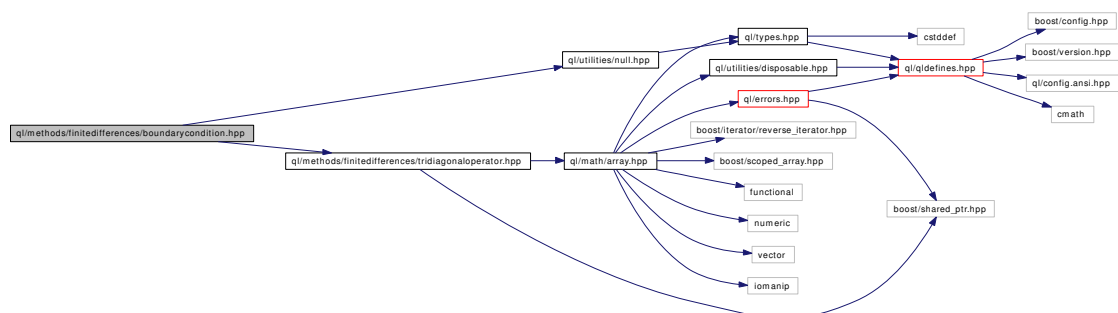 boost/config.hpp
ql/types.hpp
cstddef
boost/version.hpp
ql/utilities/null.hpp
ql/utilities/disposable.hpp
ql/qldefines.hpp
ql/config.ansi.hpp
ql/errors.hpp
cmath
boost/iterator/reverse_iterator.hpp
ql/methods/finitedifferences/boundarycondition.hpp
ql/methods/finitedifferences/tridiagonaloperator.hpp
ql/math/array.hpp
boost/scoped_array.hpp
functional
boost/shared_ptr.hpp
numeric
vector
iomanip